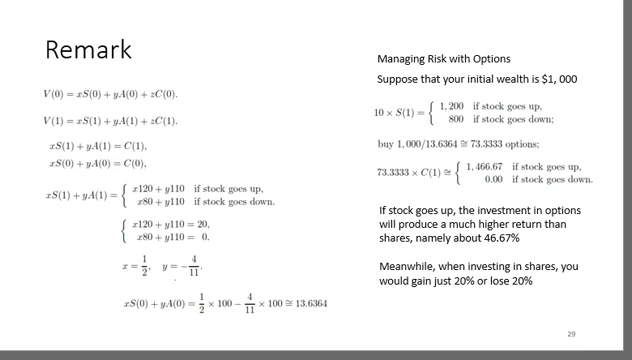 Remark
V(0) = xS(0) + yA(0) + zC(0).
V(1) = xS(1) + yA(1) + zC(1).
xS(1) + yA(1) = C(1),
xS(0) + yA(0) = C(0),
xS(1) + yA(1) = { x120 + y110 if stock goes up,
x80 + y110 if stock goes down.
{ x120 + y110 = 20,
x80 + y110 = 0.
x = 1/2, y = −4/11.
xS(0) + yA(0) = 1/2 × 100 − 4/11 × 100 ≅ 13.6364
Managing Risk with Options
Suppose that your initial wealth is $1, 000
10 × S(1) = { 1, 200 if stock goes up,
800 if stock goes down;
buy 1, 000/13.6364 ≅ 73.3333 options;
73.3333 × C(1) ≅ { 1, 466.67 if stock goes up,
0.00 if stock goes down.
If stock goes up, the investment in options
will produce a much higher return than
shares, namely about 46.67%
Meanwhile, when investing in shares, you
would gain just 20% or lose 20%
29